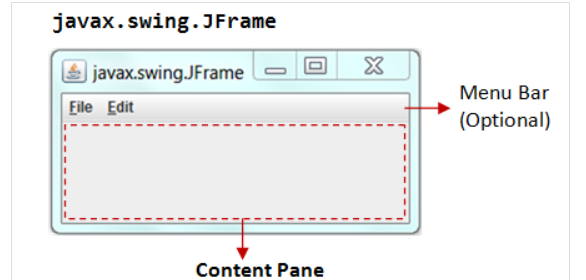 javax.swing.JFrame
javax.swing.JFrame
File Edit
Menu Bar
(Optional)
Content Pane